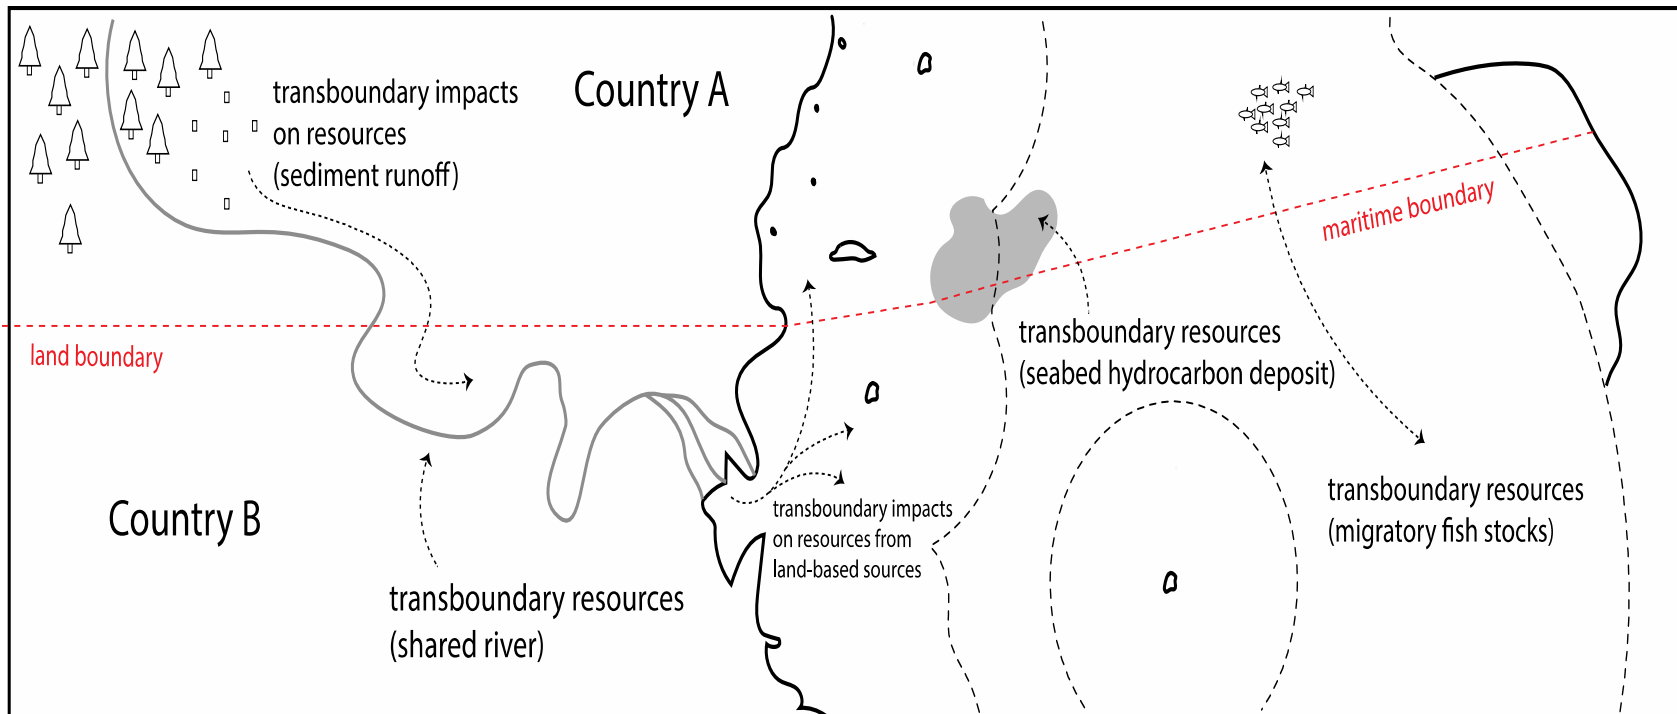 transboundary impacts
on resources
(sediment runoff)
Country A
maritime boundary
land boundary
transboundary resources
(seabed hydrocarbon deposit)
Country B
transboundary impacts
on resources from
land-based sources
transboundary resources
(migratory fish stocks)
transboundary resources
(shared river)